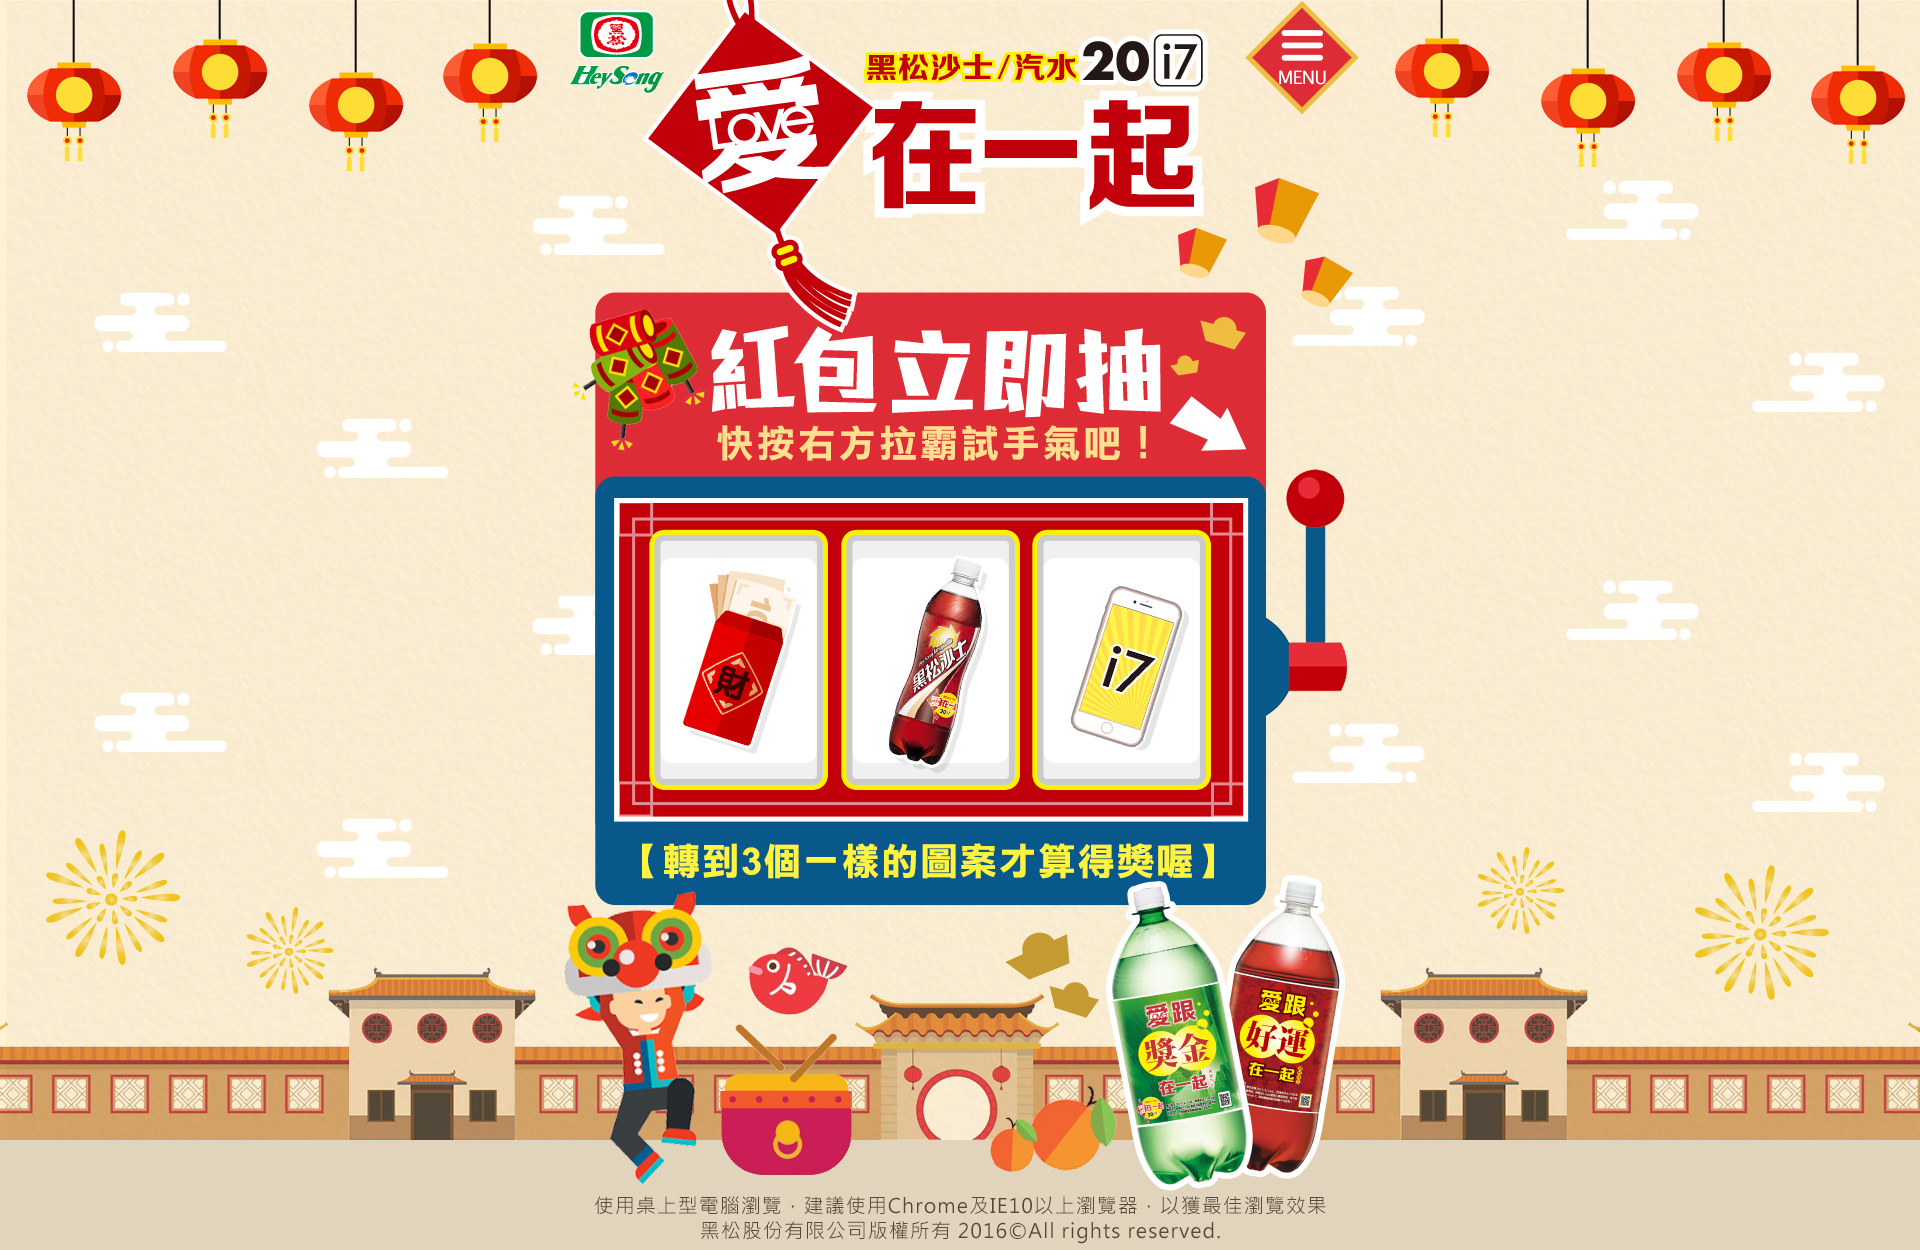 黑松
HeySong
愛
Love
黑松沙士/汽水20i7
在一起
MENU
紅包立即抽
快按右方拉霸試手氣吧！
財
黑松沙士
i7
【轉到3個一樣的圖案才算得獎喔】
愛跟
獎金
在一起
愛跟
好運
在一起
使用桌上型電腦瀏覽，建議使用Chrome及IE10以上瀏覽器，以獲最佳瀏覽效果
黑松股份有限公司版權所有 2016©All rights reserved.